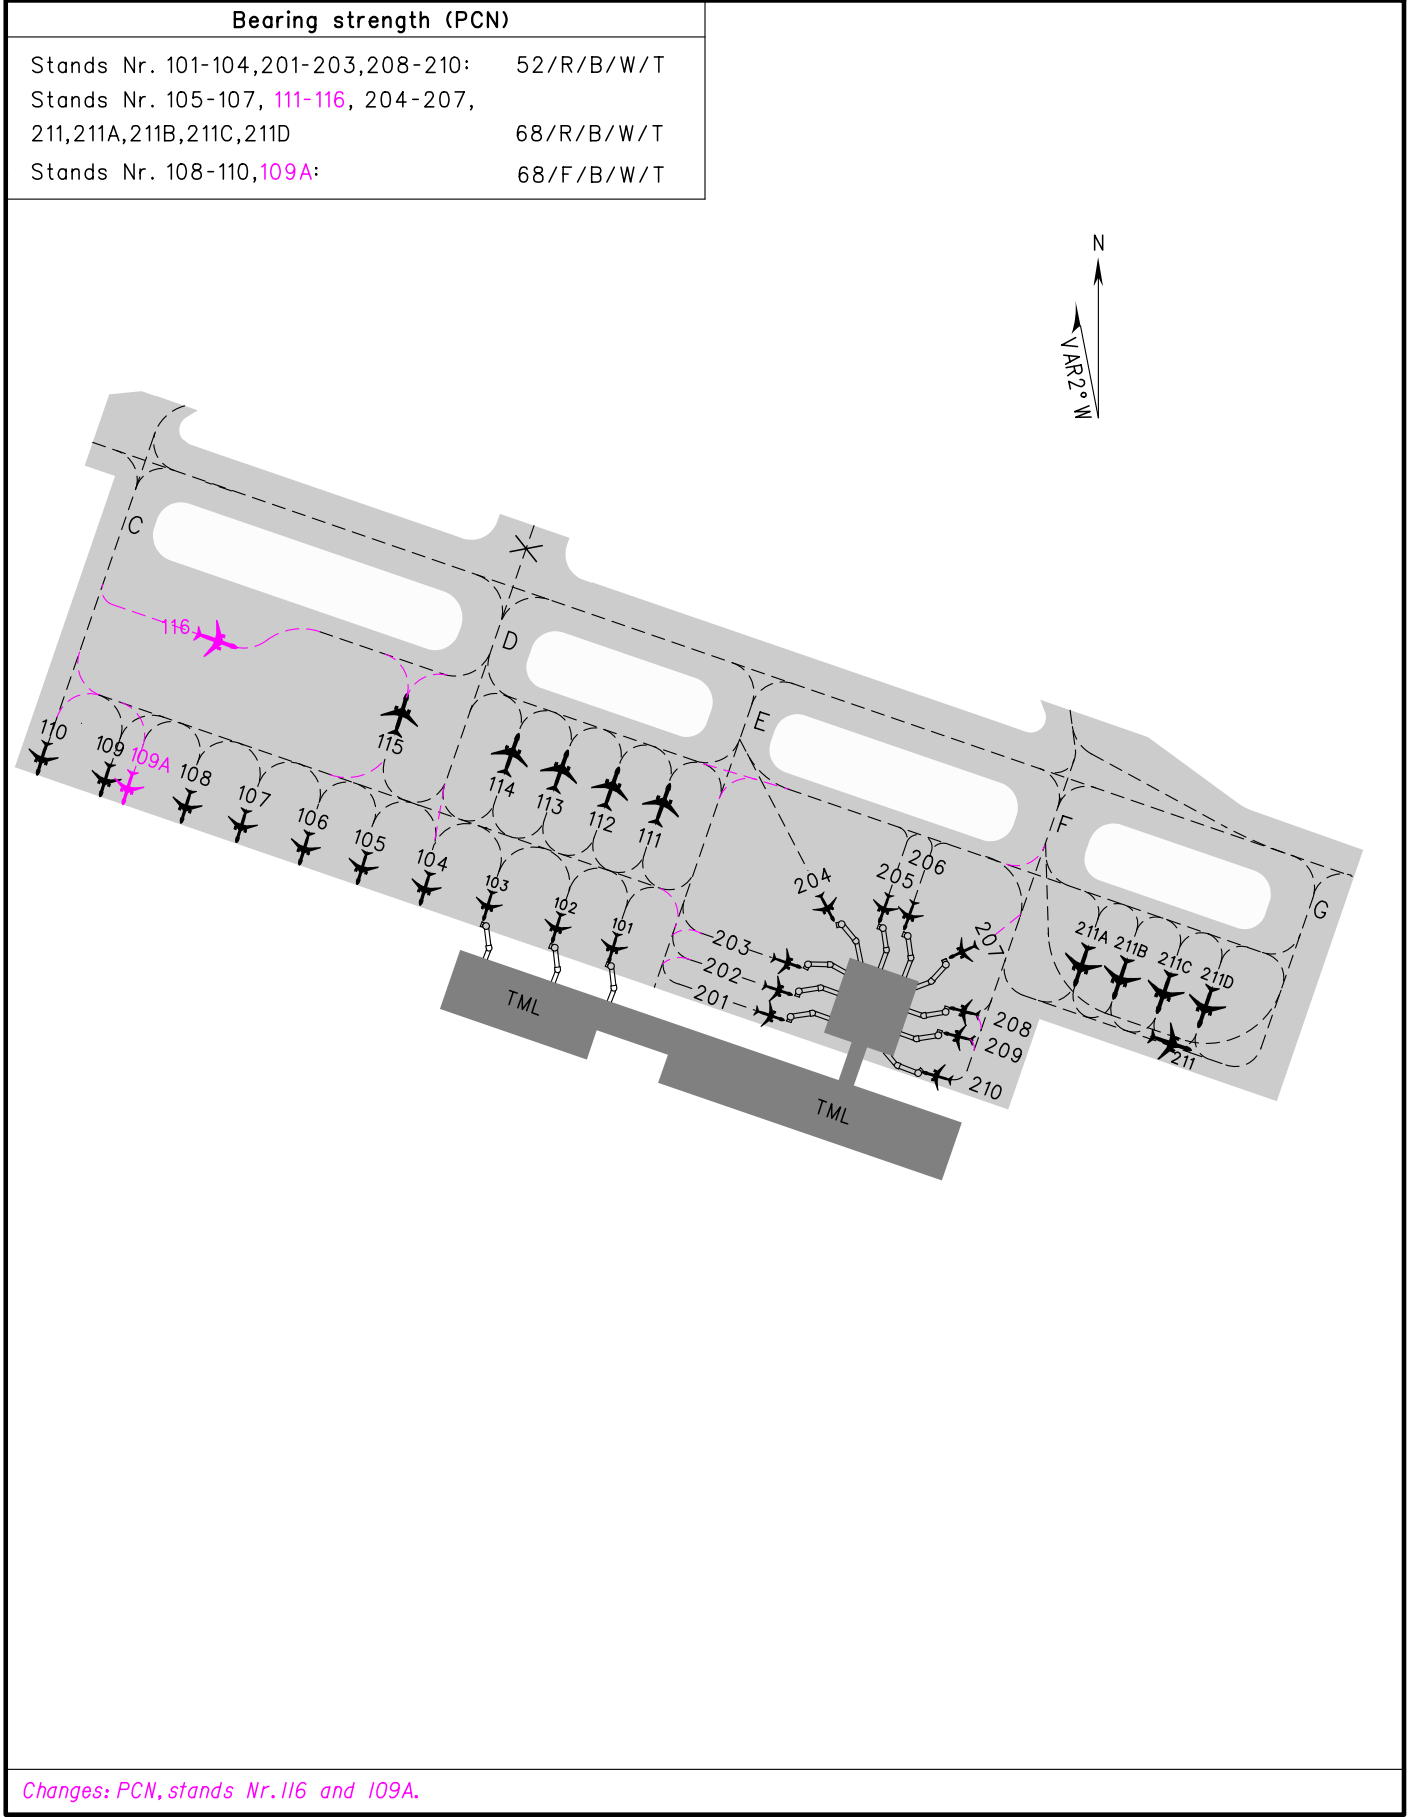 Bearing strength (PCN)
Stands Nr. 101-104,201-203,208-210: 52/R/B/W/T
Stands Nr. 105-107, 111-116, 204-207,
211,211A,211B,211C,211D 68/R/B/W/T
Stands Nr. 108-110,109A: 68/F/B/W/T
N
VAR2°W
C
116
D
E
F
G
110
109
109A
108
107
106
105
104
103
102
101
115
114
113
112
111
204
205
206
207
203
202
201
208
209
210
211A
211B
211C
211D
211
TML
TML
Changes: PCN, stands Nr.116 and 109A.